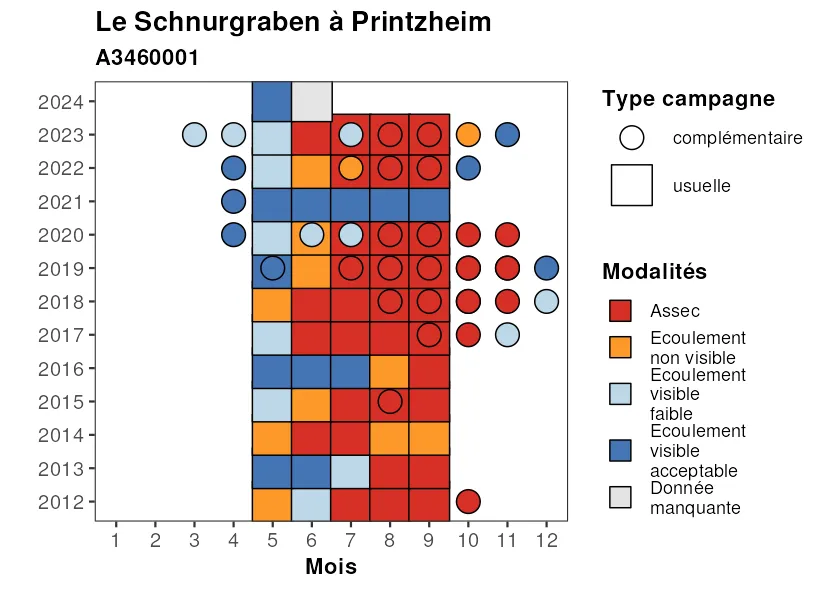 Le Schnurgraben à Printzheim
A3460001
2024
2023
2022
2021
2020
2019
2018
2017
2016
2015
2014
2013
2012
1 2 3 4 5 6 7 8 9 10 11 12
Mois
Type campagne
complémentaire
usuelle
Modalités
Assec
Ecoulement
non visible
Ecoulement
visible
faible
Ecoulement
visible
acceptable
Donnée
manquante